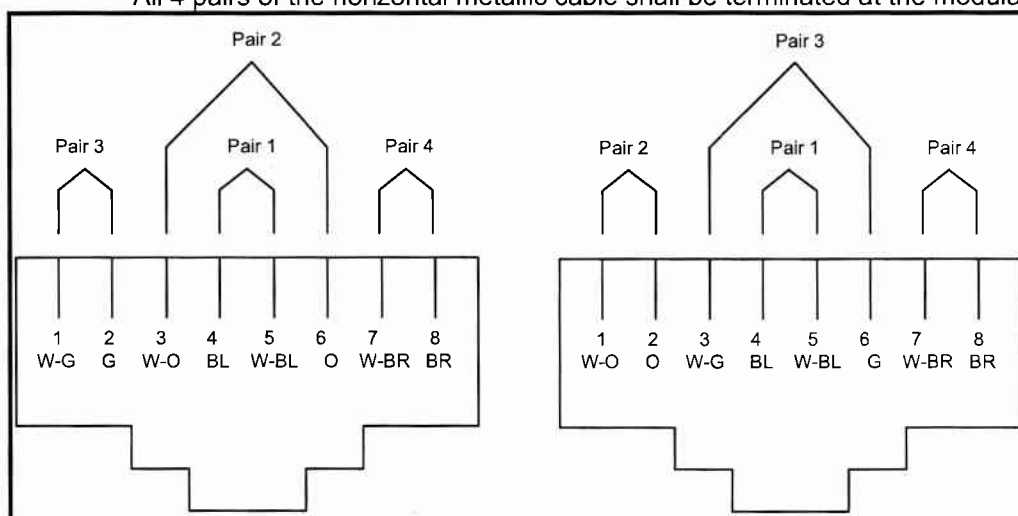 All 4 pairs of the horizontal metallic cable shall be terminated at the modula
Pair 2
Pair 3
Pair 3
Pair 1
Pair 4
Pair 2
Pair 1
Pair 4
1 2 3 4 5 6 7 8
W-G G W-O BL W-BL O W-BR BR
1 2 3 4 5 6 7 8
W-O O W-G BL W-BL G W-BR BR